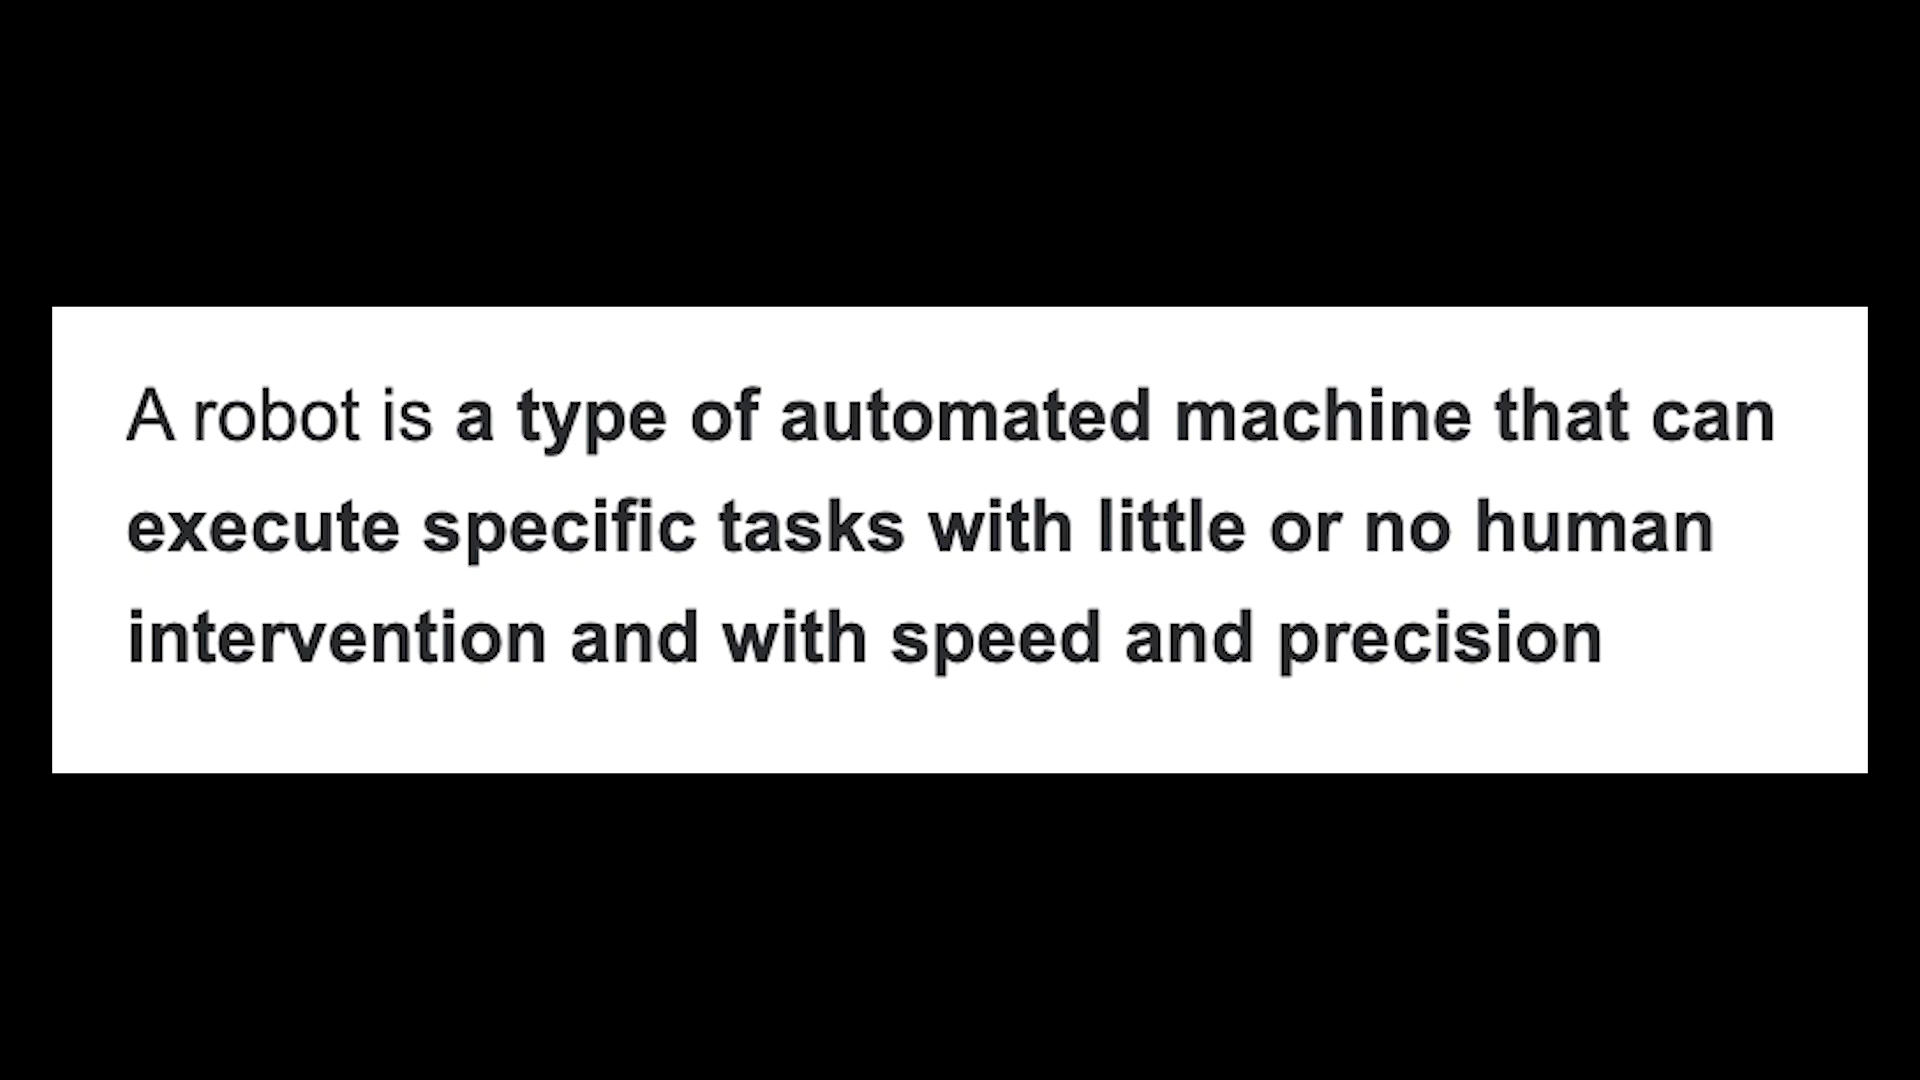 A robot is a type of automated machine that can
execute specific tasks with little or no human
intervention and with speed and precision